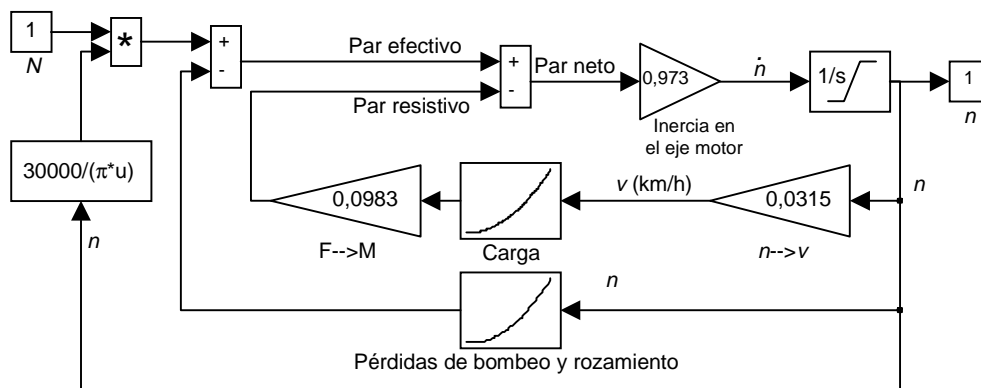 1
N
*
+
-
Par efectivo
Par resistivo
+
-
Par neto
0,973
ṅ
Inercia en
el eje motor
1/s
1
n
30000/(π*u)
n
0,0983
F-->M
Carga
v (km/h)
0,0315
n-->v
n
n
Pérdidas de bombeo y rozamiento